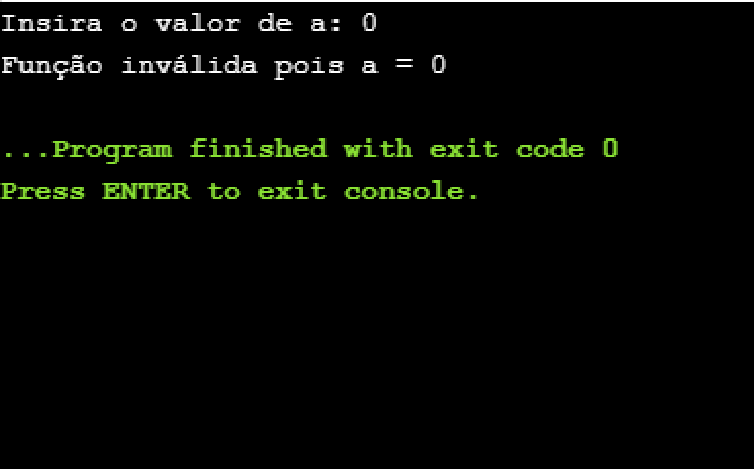 Insira o valor de a: 0
Função inválida pois a = 0
...Program finished with exit code 0
Press ENTER to exit console.